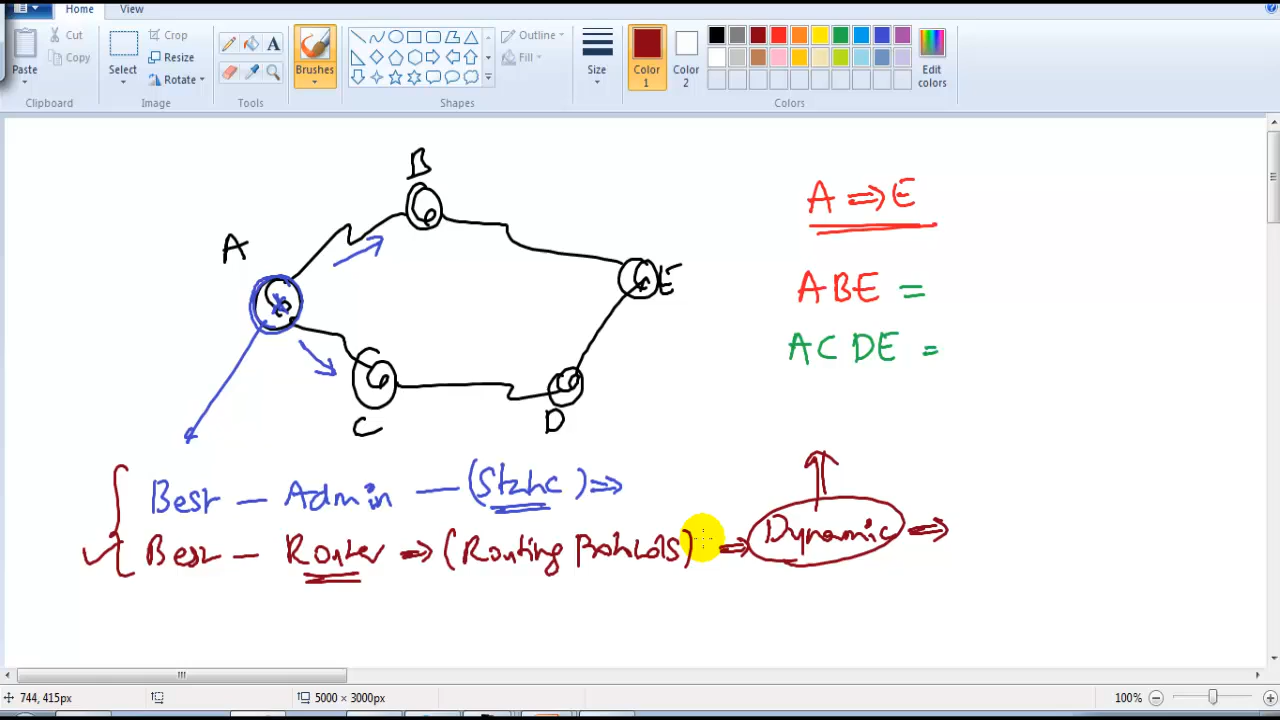 Home View
Cut
Copy
Paste
Clipboard
Select
Crop
Resize
Rotate
Image
Tools
Brushes
Shapes
Outline
Fill
Size
Color 1
Color 2
Edit colors
Colors
B
A
E
C
D
A ⇒ E
ABE =
ACDE =
Best – Admin – (Static) ⇒
Best – Router ⇒ (Routing Protocols) ⇒ Dynamic ⇒
744, 415px
5000 × 3000px
100%